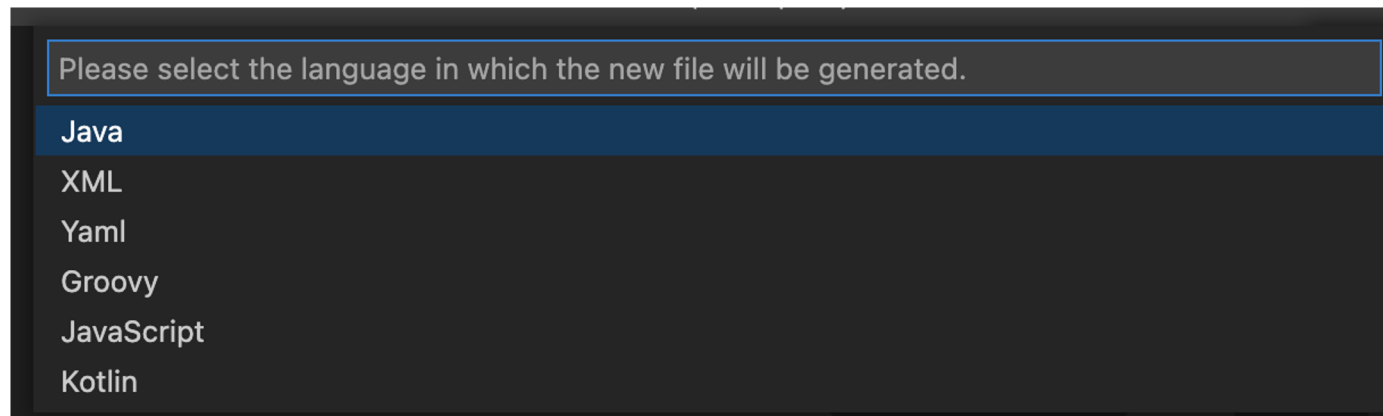 Please select the language in which the new file will be generated.
Java
XML
Yaml
Groovy
JavaScript
Kotlin